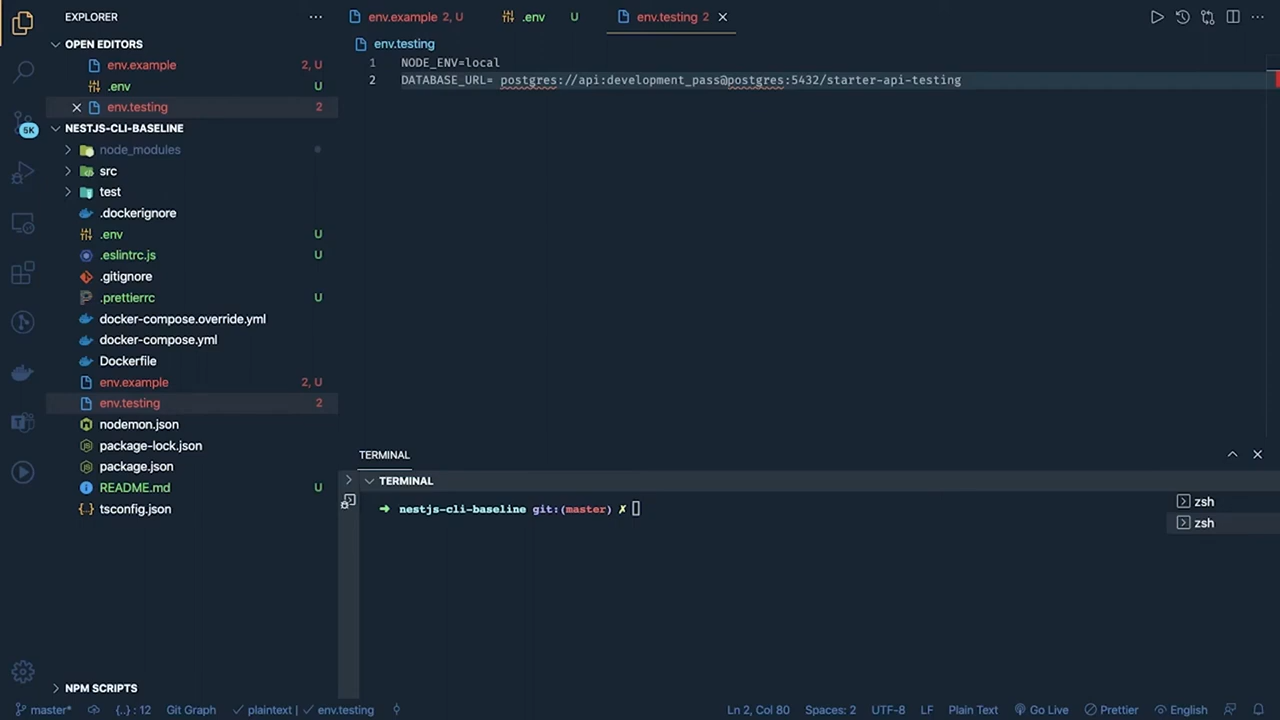 EXPLORER
OPEN EDITORS
env.example 2, U
.env U
env.testing 2
NESTJS-CLI-BASELINE
node_modules
src
test
.dockerignore
.env U
.eslintrc.js U
.gitignore
.prettierrc U
docker-compose.override.yml
docker-compose.yml
Dockerfile
env.example 2, U
env.testing 2
nodemon.json
package-lock.json
package.json
README.md U
tsconfig.json
NPM SCRIPTS
5K
env.example 2, U
.env U
env.testing 2
env.testing
1 NODE_ENV=local
2 DATABASE_URL= postgres://api:development_pass@postgres:5432/starter-api-testing
TERMINAL
TERMINAL
nestjs-cli-baseline git:(master) ✗
zsh
zsh
master* {..} : 12 Git Graph plaintext | env.testing Ln 2, Col 80 Spaces: 2 UTF-8 LF Plain Text Go Live Prettier English